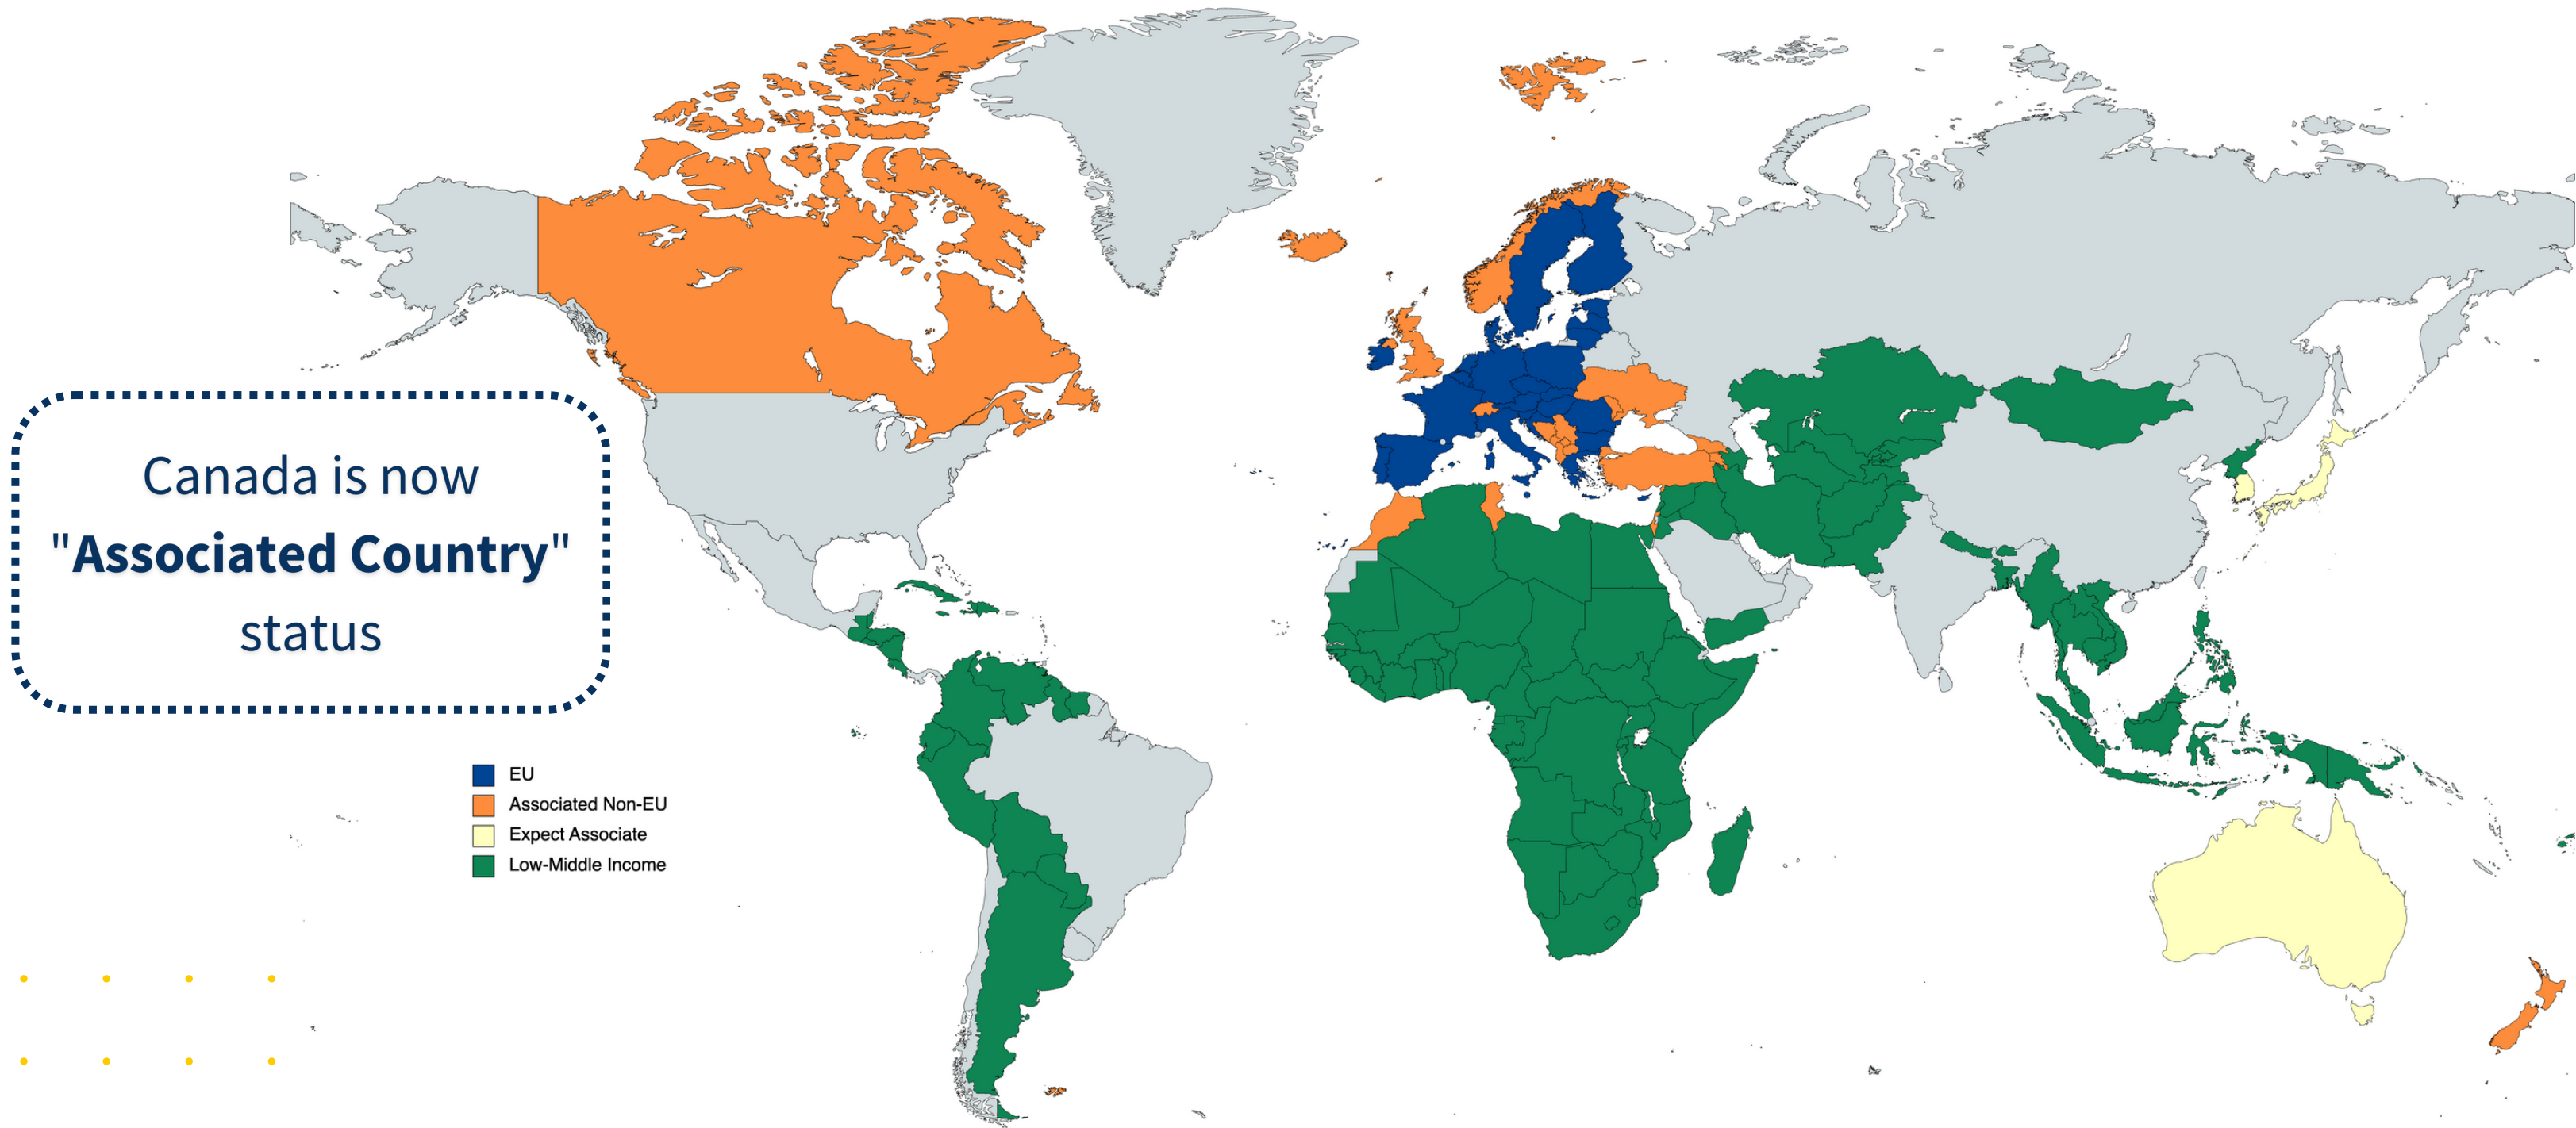 Canada is now
"Associated Country"
status
EU
Associated Non-EU
Expect Associate
Low-Middle Income